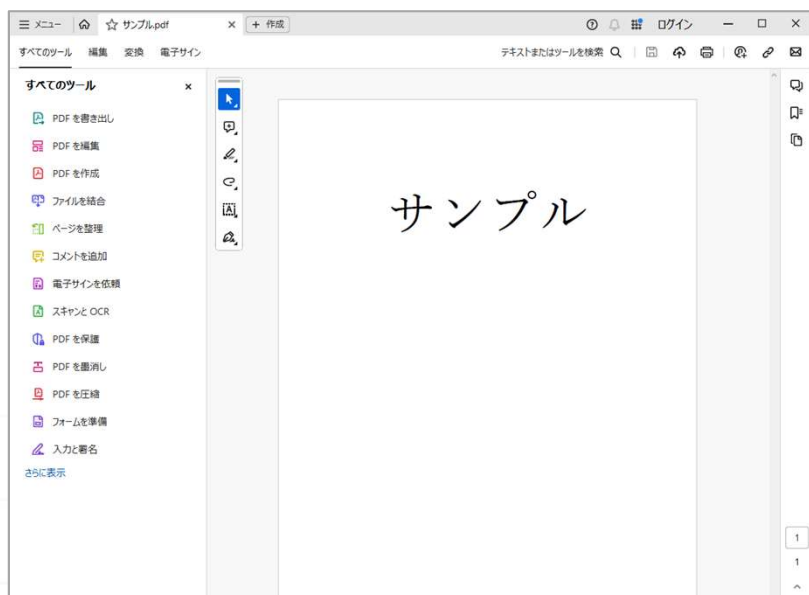 メニュー サンプル.pdf 作成 ログイン
すべてのツール 編集 変換 電子サイン テキストまたはツールを検索
すべてのツール
PDF を書き出し
PDF を編集
PDF を作成
ファイルを結合
ページを整理
コメントを追加
電子サインを依頼
スキャンと OCR
PDF を保護
PDF を墨消し
PDF を圧縮
フォームを準備
入力と署名
さらに表示
サンプル
1
1